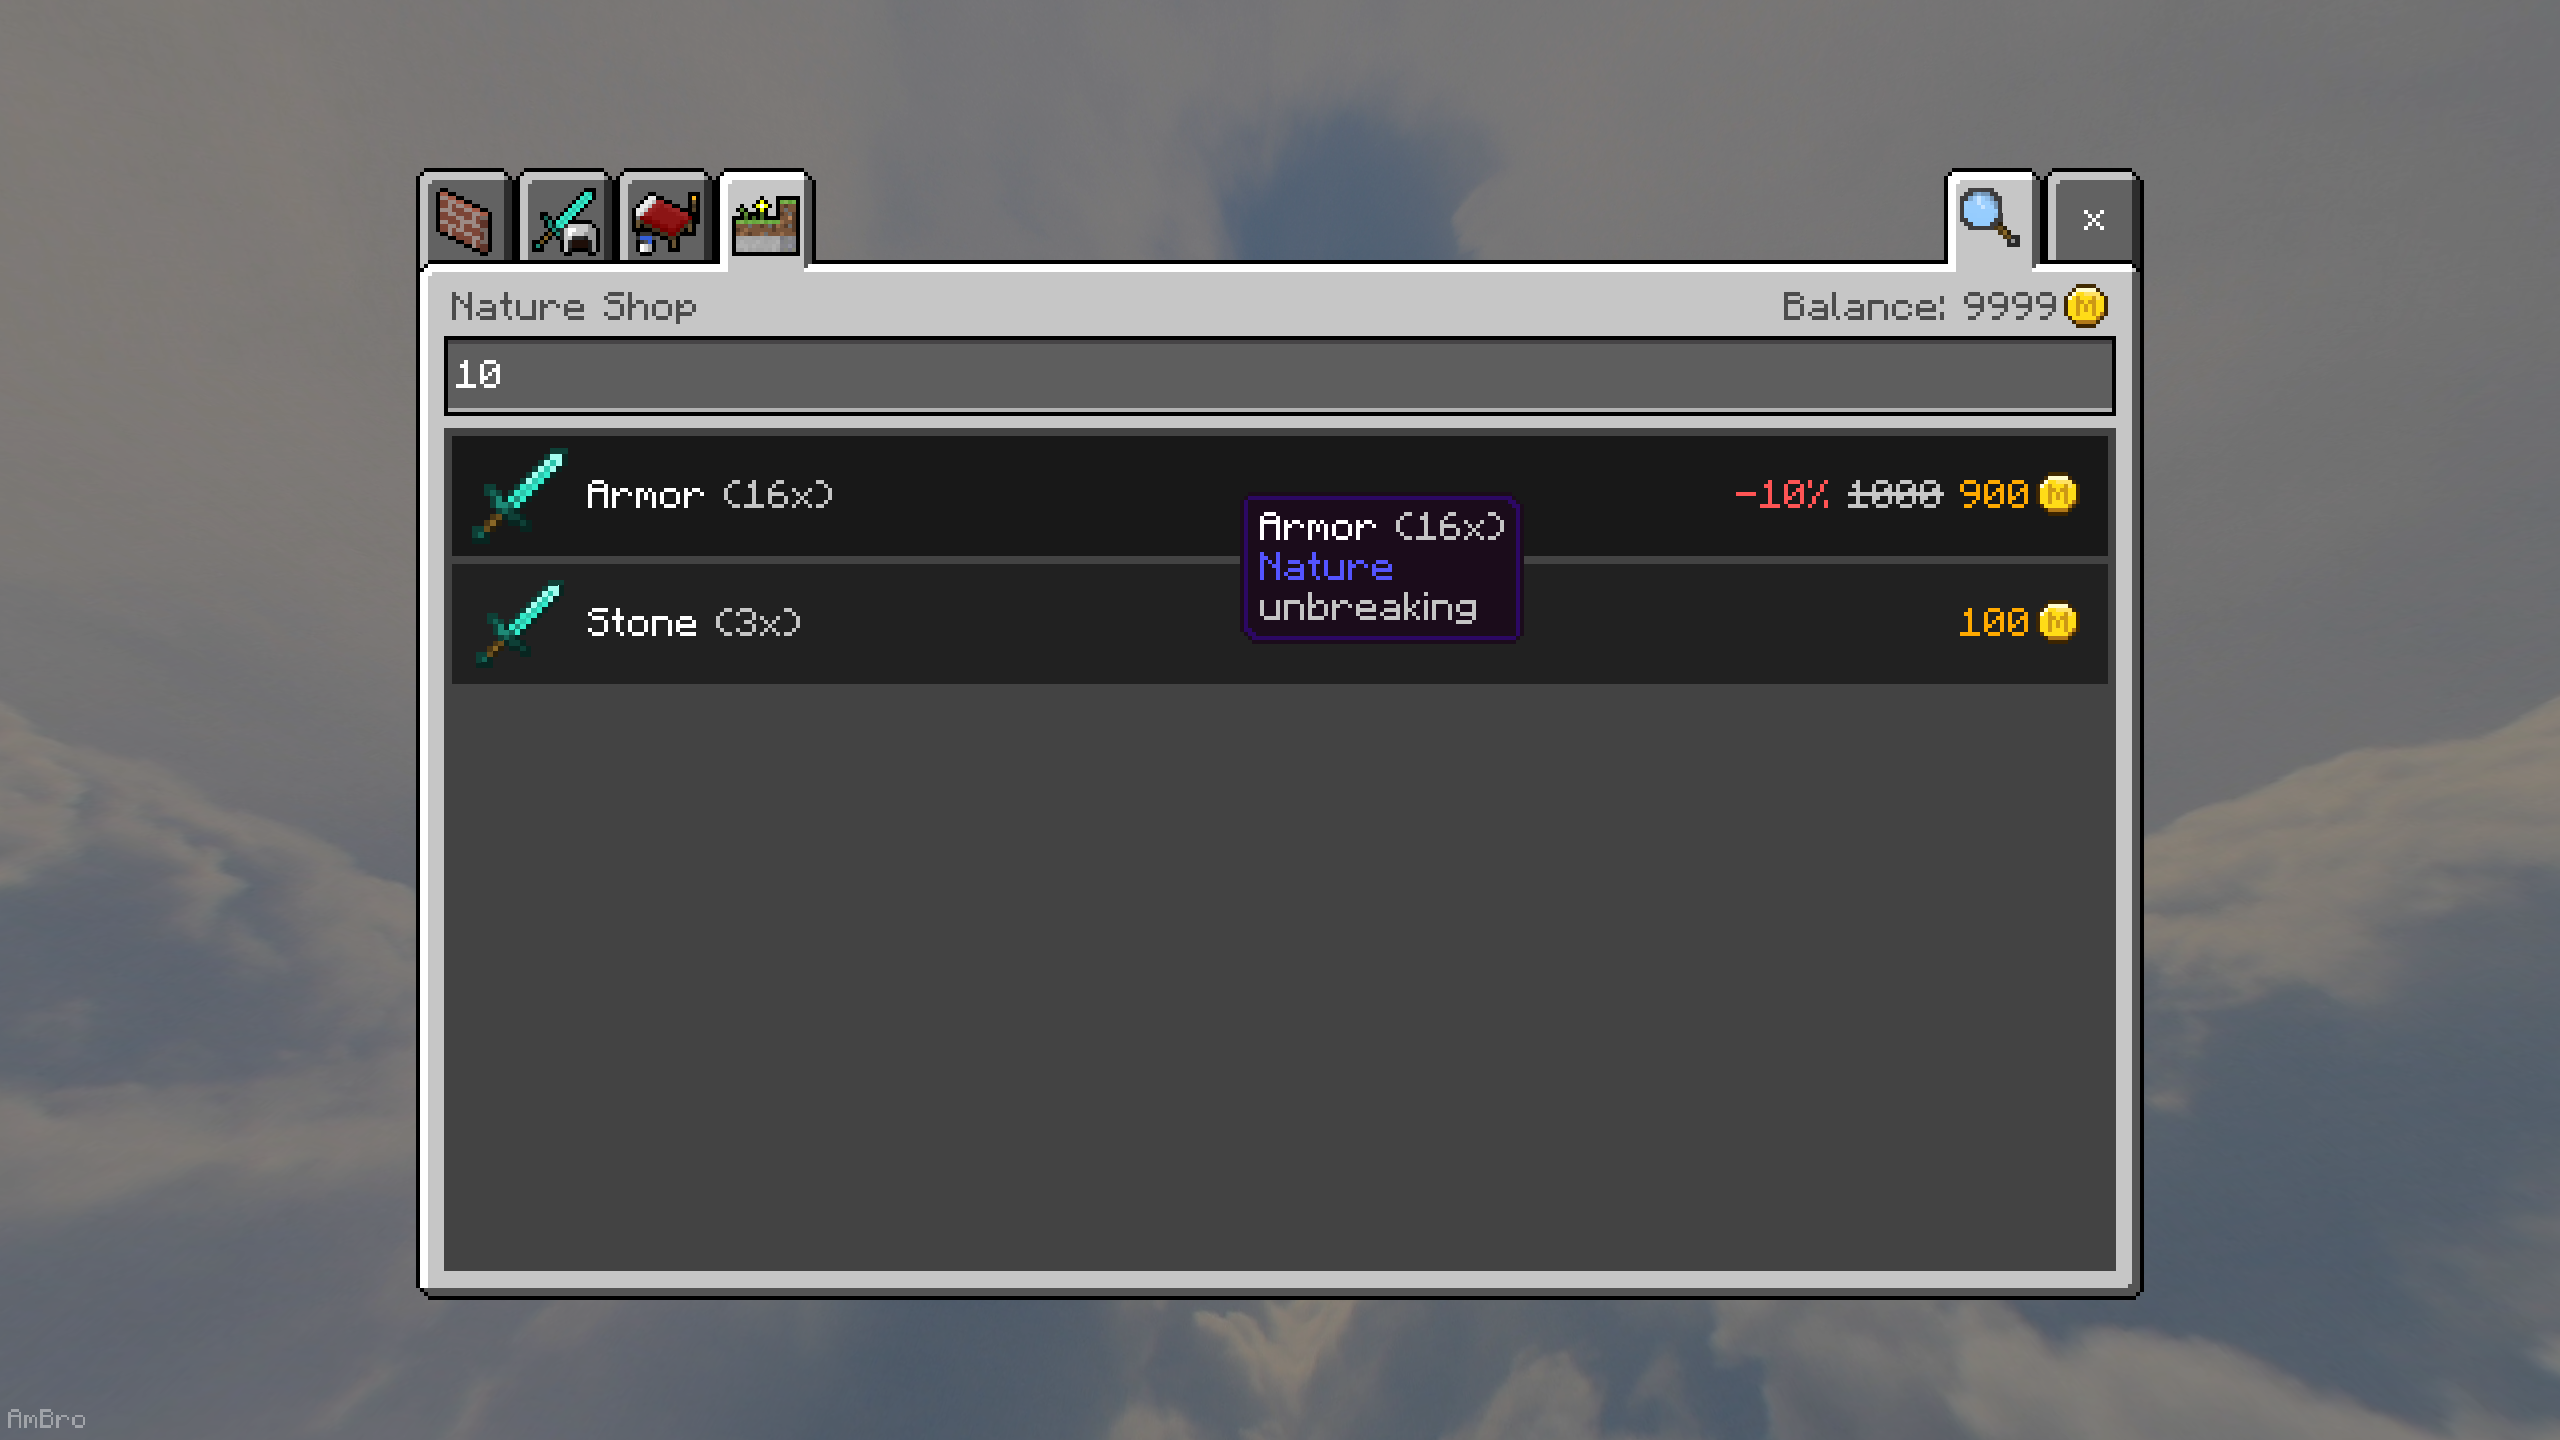 Nature Shop
Balance: 9999
10
Armor (16x)
-10% 1000 900
Armor (16x)
Nature
unbreaking
Stone (3x)
100
AmBro